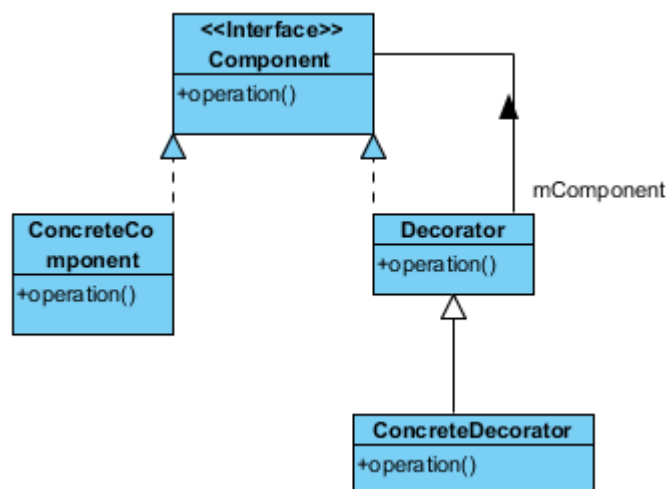 <<Interface>>
Component
+operation()
mComponent
ConcreteCo
mponent
+operation()
Decorator
+operation()
ConcreteDecorator
+operation()